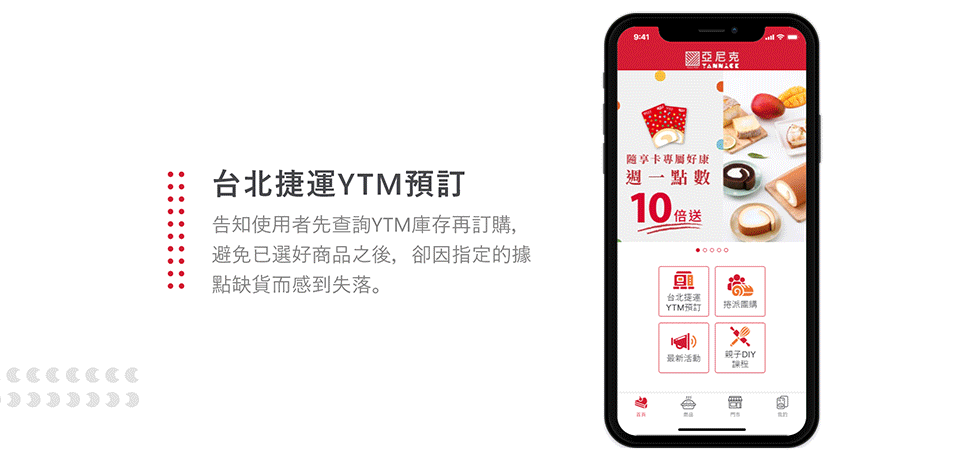 台北捷運YTM預訂
告知使用者先查詢YTM庫存再訂購,
避免已選好商品之後，卻因指定的據
點缺貨而感到失落。
9:41
亞尼克
YANNICK
隨享卡專屬好康
週一點數
10倍送
台北捷運
YTM預訂
捲派團購
最新活動
親子DIY
課程
首頁
商品
門市
我的